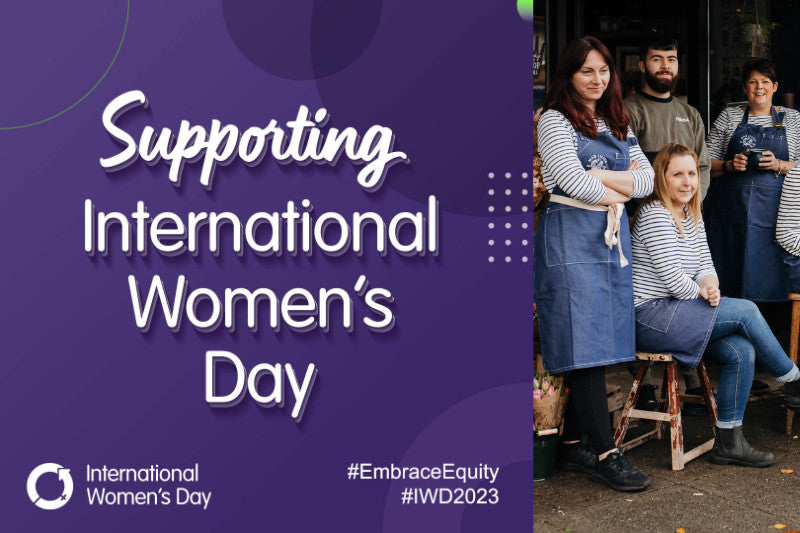 Supporting
International
Women's
Day
International
Women's Day
#EmbraceEquity
#IWD2023